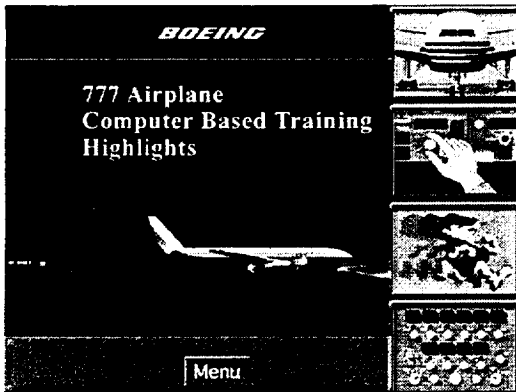 BOEING
777 Airplane
Computer Based Training
Highlights
Menu